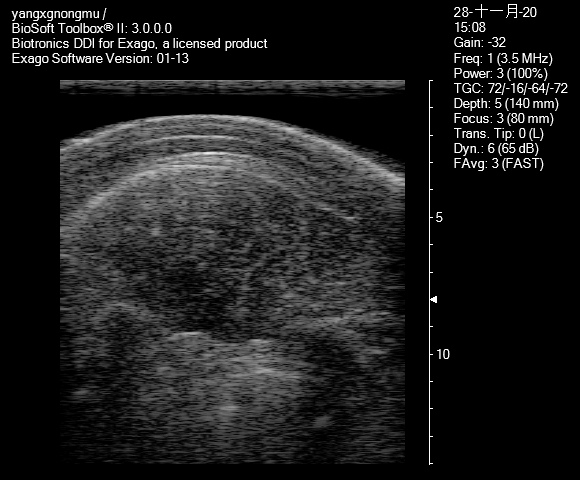 yangxgnongmu /
BioSoft Toolbox® II: 3.0.0.0
Biotronics DDI for Exago, a licensed product
Exago Software Version: 01-13
28-十一月-20
15:08
Gain: -32
Freq: 1 (3.5 MHz)
Power: 3 (100%)
TGC: 72/-16/-64/-72
Depth: 5 (140 mm)
Focus: 3 (80 mm)
Trans. Tip: 0 (L)
Dyn.: 6 (65 dB)
FAvg: 3 (FAST)
5
10